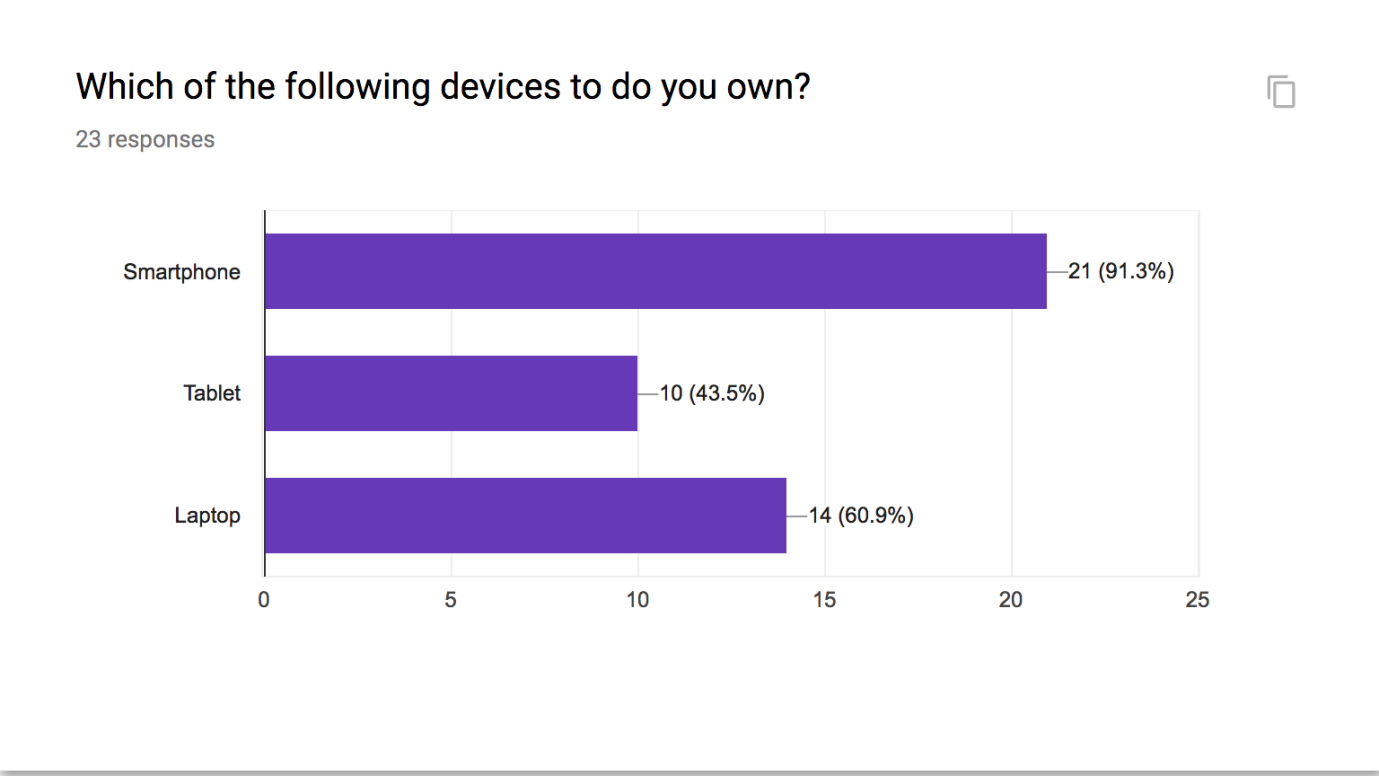 Which of the following devices to do you own?
23 responses
Smartphone
21 (91.3%)
Tablet
10 (43.5%)
Laptop
14 (60.9%)
0 5 10 15 20 25